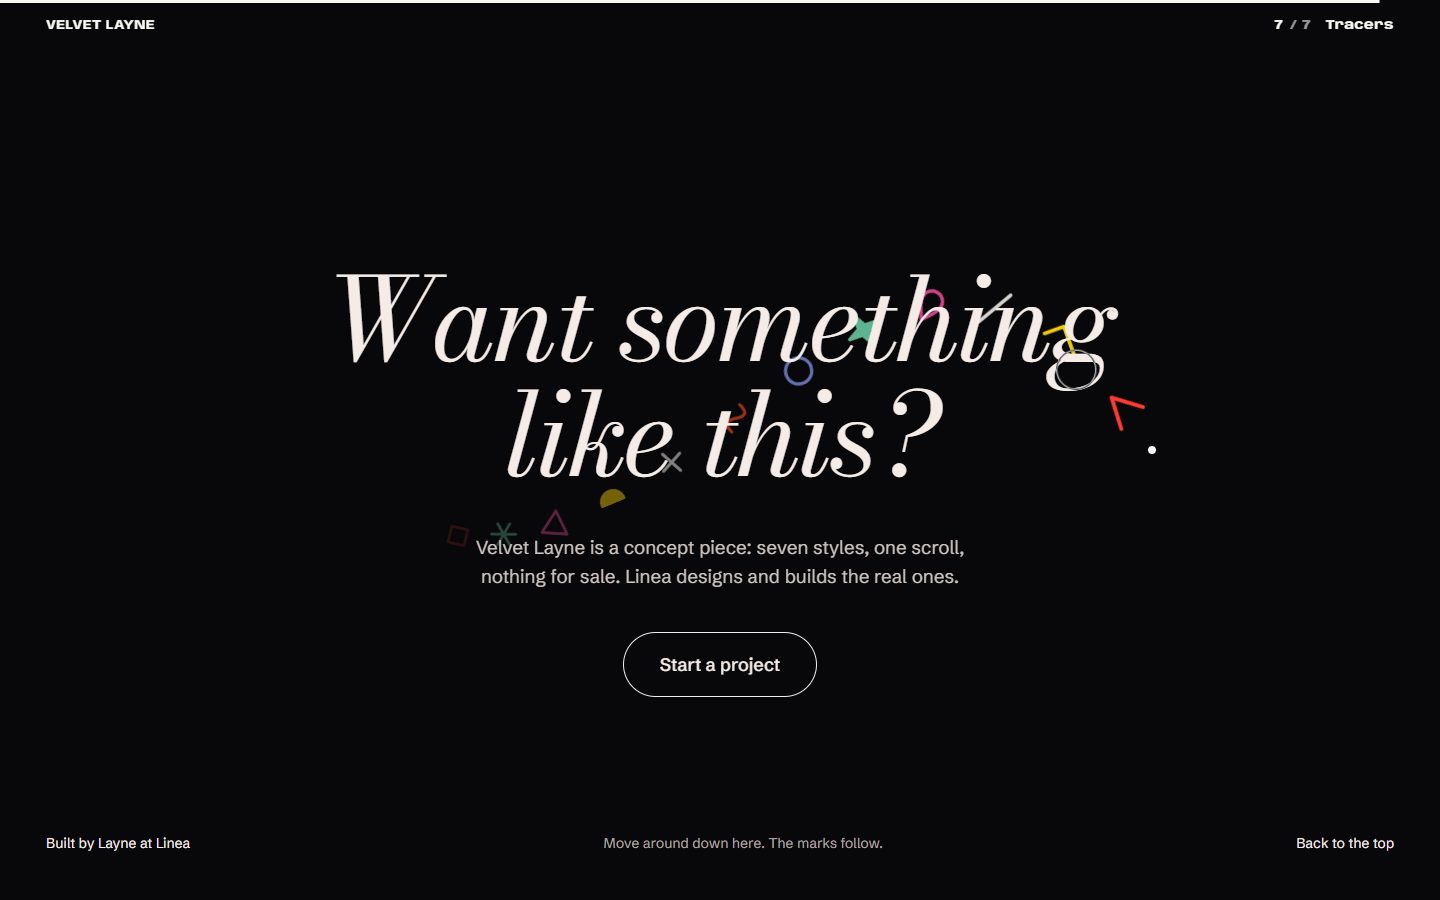 VELVET LAYNE
7 / 7 Tracers
Want something
like this?
Velvet Layne is a concept piece: seven styles, one scroll,
nothing for sale. Linea designs and builds the real ones.
Start a project
Built by Layne at Linea
Move around down here. The marks follow.
Back to the top